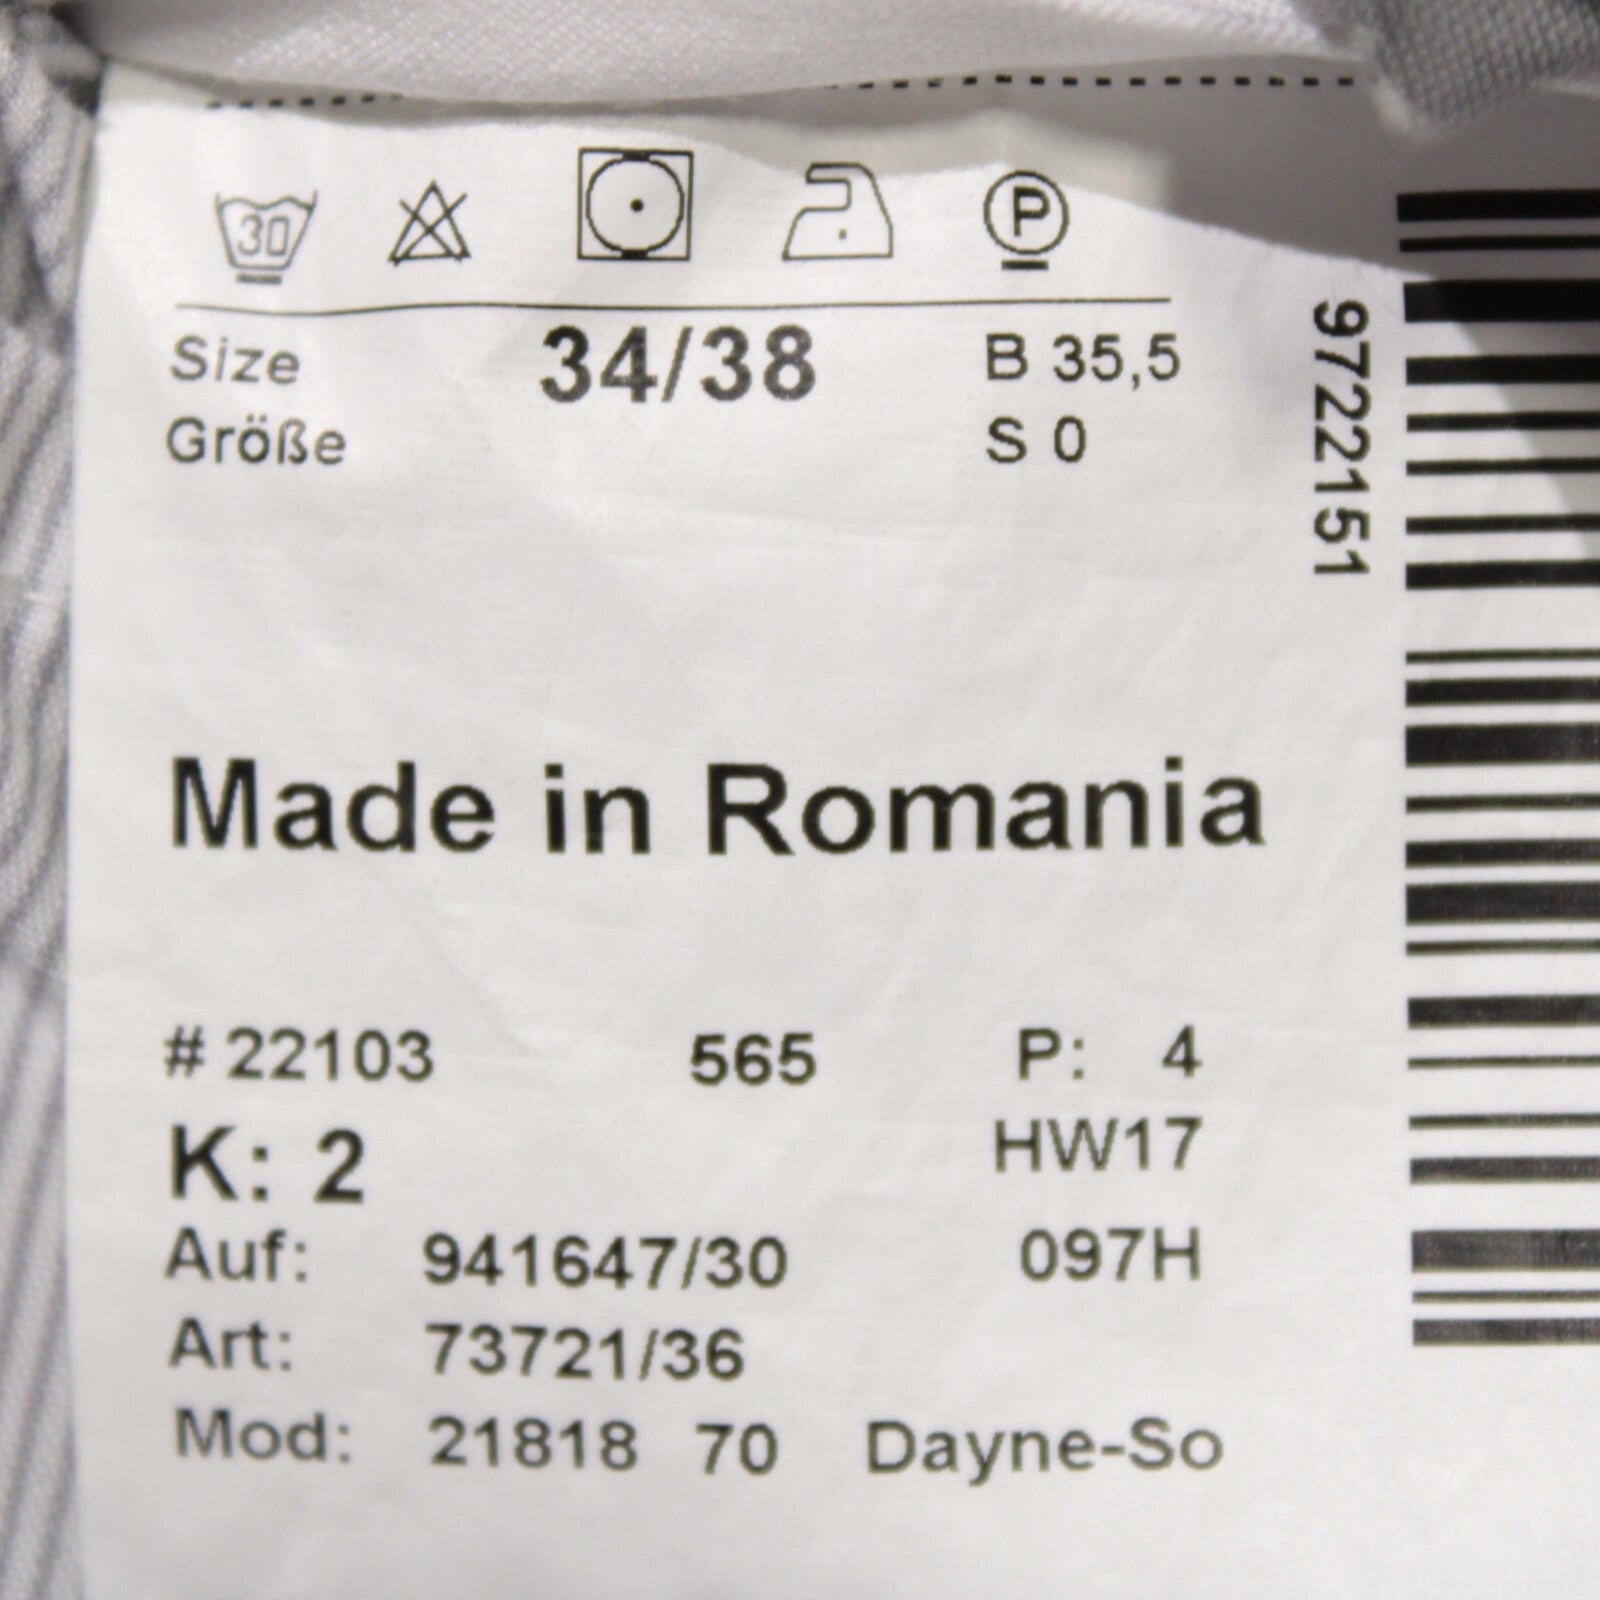 30 P
Size 34/38 B 35,5
Größe S 0
9722151
Made in Romania
# 22103 565 P: 4
K: 2 HW17
Auf: 941647/30 097H
Art: 73721/36
Mod: 21818 70 Dayne-So